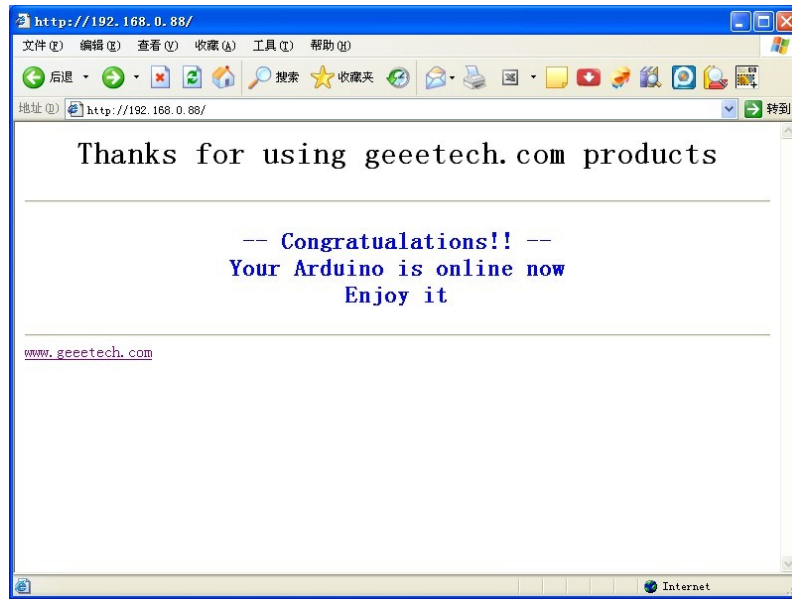 http://192.168.0.88/
文件(F) 编辑(E) 查看(V) 收藏(A) 工具(T) 帮助(H)
后退 搜索 收藏夹
地址(D) http://192.168.0.88/ 转到
Thanks for using geeetech.com products
-- Congratualations!! --
Your Arduino is online now
Enjoy it
www.geeetech.com
Internet